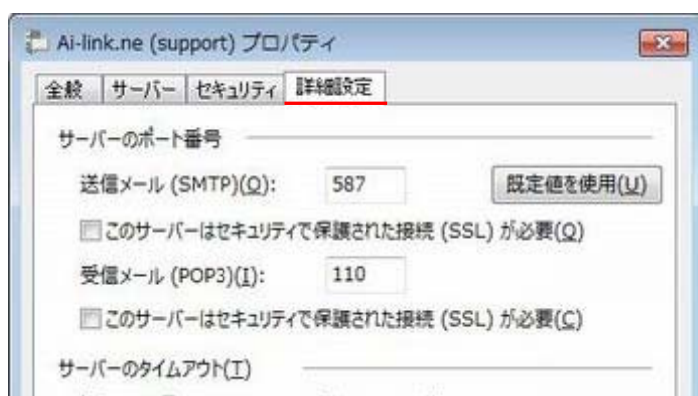 Ai-link.ne (support) プロパティ
全般 サーバー セキュリティ 詳細設定
サーバーのポート番号
送信メール (SMTP)(O): 587 既定値を使用(U)
このサーバーはセキュリティで保護された接続 (SSL) が必要(Q)
受信メール (POP3)(I): 110
このサーバーはセキュリティで保護された接続 (SSL) が必要(C)
サーバーのタイムアウト(T)